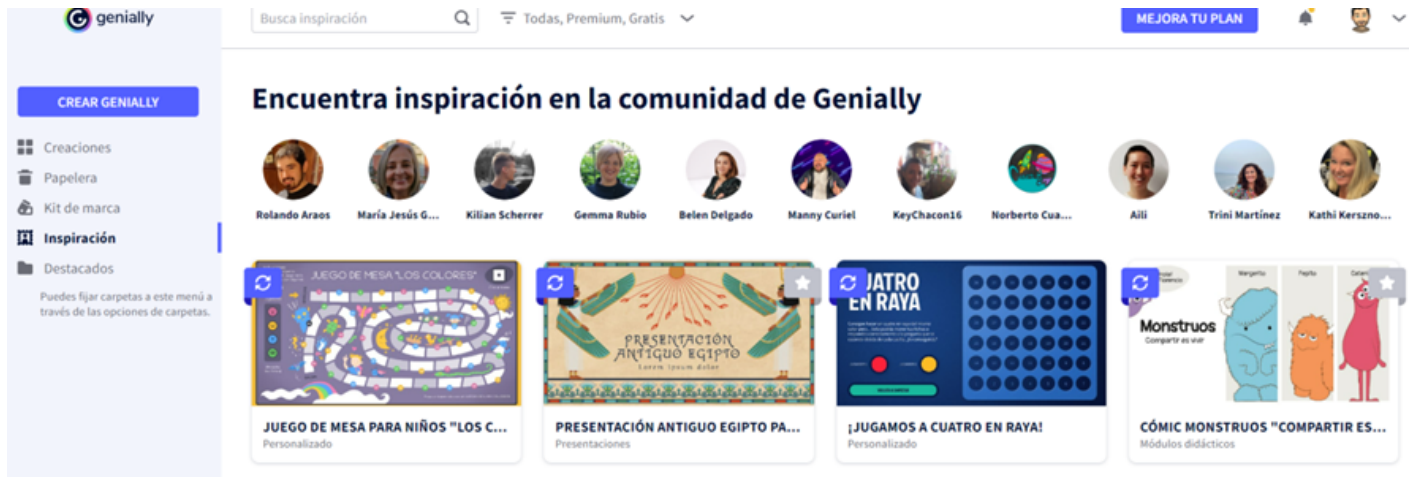 genially
Busca inspiración
Todas, Premium, Gratis
MEJORA TU PLAN
CREAR GENIALLY
Creaciones
Papelera
Kit de marca
Inspiración
Destacados
Puedes fijar carpetas a este menú a
través de las opciones de carpetas.
Encuentra inspiración en la comunidad de Genially
Rolando Araos
María Jesús G...
Kilian Scherrer
Gemma Rubio
Belen Delgado
Manny Curiel
KeyChacon16
Norberto Cua...
Aili
Trini Martínez
Kathi Kerszno...
JUEGO DE MESA "LOS COLORES"
JUEGO DE MESA PARA NIÑOS "LOS C...
Personalizado
PRESENTACIÓN
ANTIGUO EGIPTO
Lorem ipsum dolor
PRESENTACIÓN ANTIGUO EGIPTO PA...
Presentaciones
CUATRO
EN RAYA
¡JUGAMOS A CUATRO EN RAYA!
Personalizado
Margarito
Pepito
Monstruos
Compartir es vivir
CÓMIC MONSTRUOS "COMPARTIR ES...
Módulos didácticos